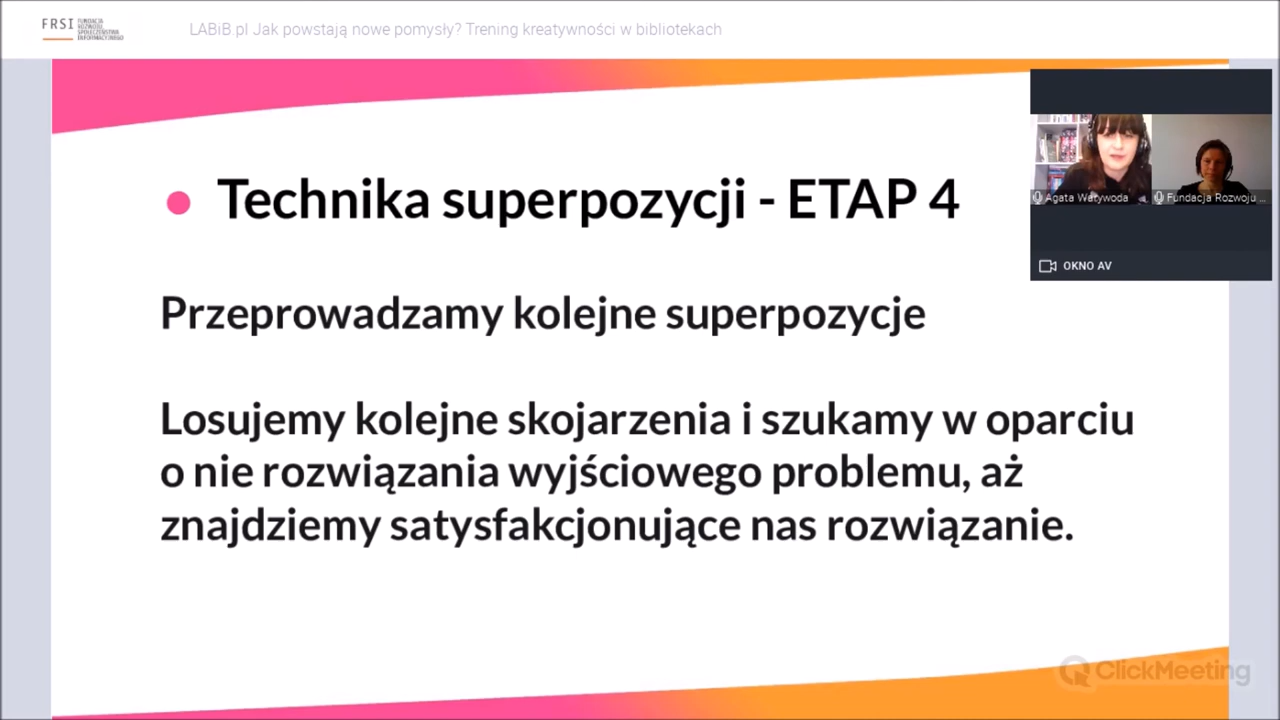 FRSI FUNDACJA
ROZWOJU
SPOŁECZEŃSTWA
INFORMACYJNEGO
LABiB.pl Jak powstają nowe pomysły? Trening kreatywności w bibliotekach
Technika superpozycji - ETAP 4
Agata Watywoda
Fundacja Rozwoju ...
OKNO AV
Przeprowadzamy kolejne superpozycje
Losujemy kolejne skojarzenia i szukamy w oparciu
o nie rozwiązania wyjściowego problemu, aż
znajdziemy satysfakcjonujące nas rozwiązanie.
ClickMeeting